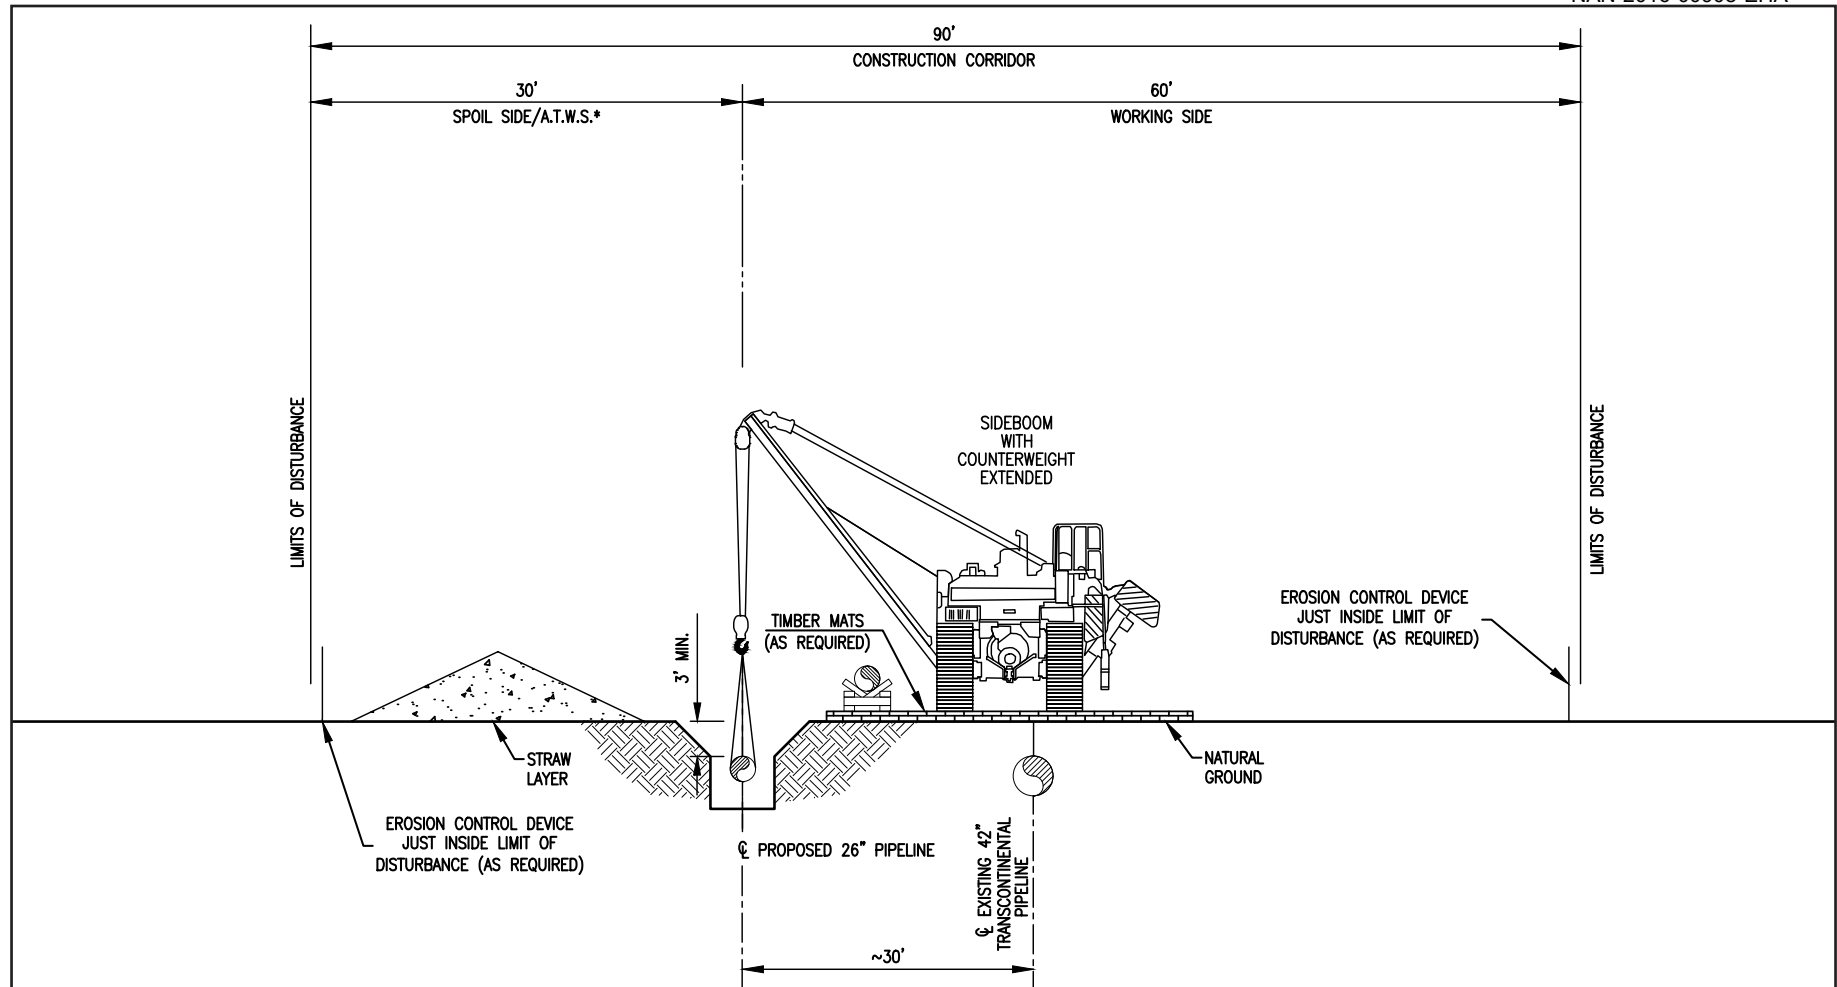 90'
CONSTRUCTION CORRIDOR
30'
SPOIL SIDE/A.T.W.S.*
60'
WORKING SIDE
LIMITS OF DISTURBANCE
SIDEBOOM
WITH
COUNTERWEIGHT
EXTENDED
LIMITS OF DISTURBANCE
3' MIN.
TIMBER MATS
(AS REQUIRED)
EROSION CONTROL DEVICE
JUST INSIDE LIMIT OF
DISTURBANCE (AS REQUIRED)
STRAW
LAYER
NATURAL
GROUND
EROSION CONTROL DEVICE
JUST INSIDE LIMIT OF
DISTURBANCE (AS REQUIRED)
℄ PROPOSED 26" PIPELINE
℄ EXISTING 42"
TRANSCONTINENTAL
PIPELINE
~30'